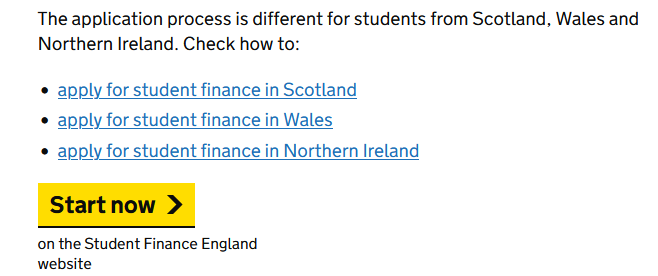 The application process is different for students from Scotland, Wales and
Northern Ireland. Check how to:
apply for student finance in Scotland
apply for student finance in Wales
apply for student finance in Northern Ireland
Start now
on the Student Finance England
website